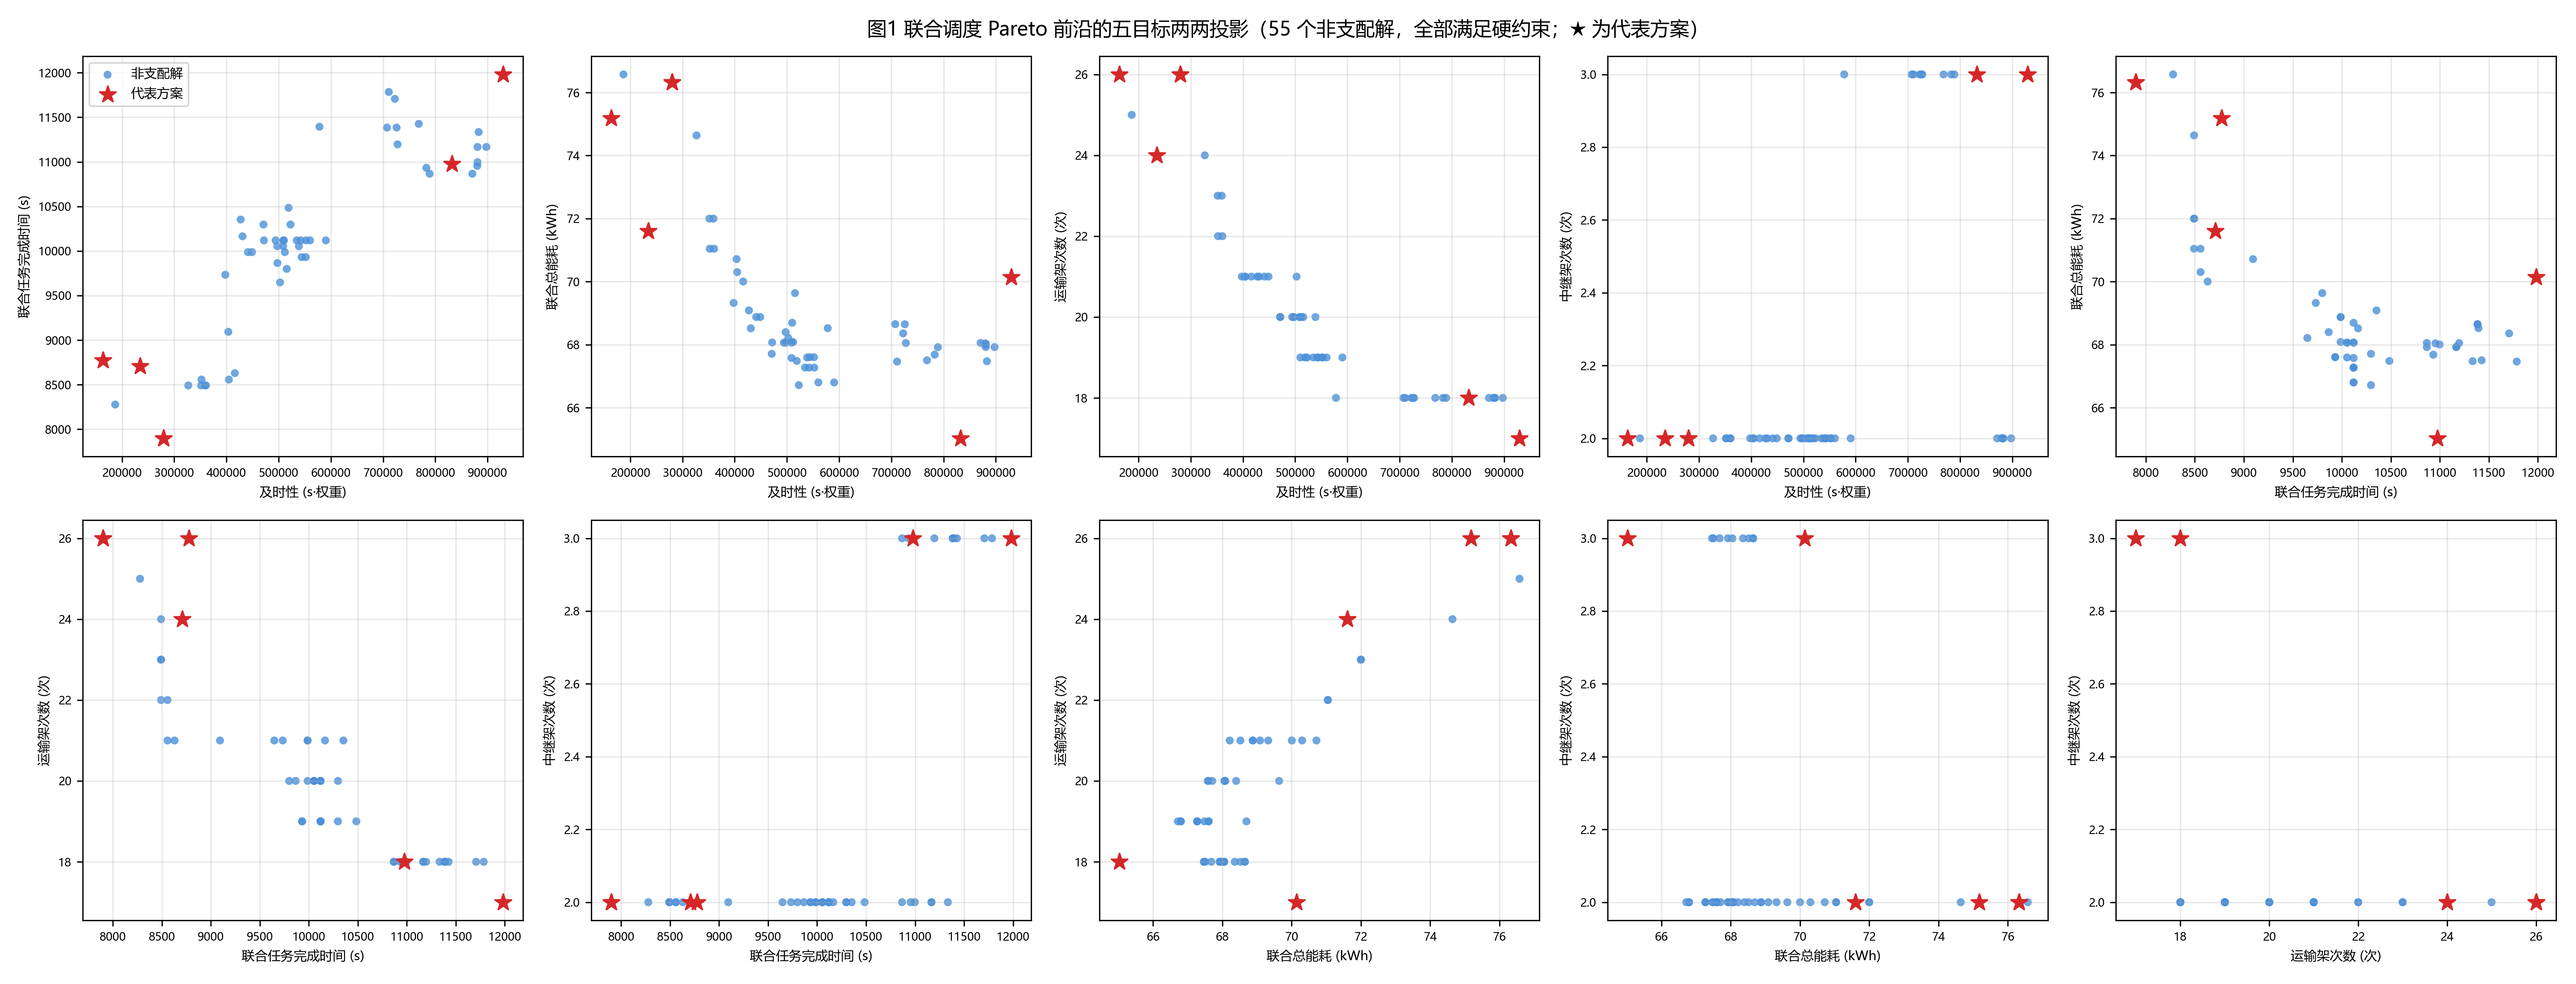 图1 联合调度 Pareto 前沿的五目标两两投影（55 个非支配解，全部满足硬约束；★ 为代表方案）
非支配解
代表方案
联合任务完成时间 (s)
12000
11500
11000
10500
10000
9500
9000
8500
8000
200000 300000 400000 500000 600000 700000 800000 900000
及时性 (s·权重)
联合总能耗 (kWh)
76
74
72
70
68
66
200000 300000 400000 500000 600000 700000 800000 900000
及时性 (s·权重)
运输架次数 (次)
26
24
22
20
18
200000 300000 400000 500000 600000 700000 800000 900000
及时性 (s·权重)
中继架次数 (次)
3.0
2.8
2.6
2.4
2.2
2.0
200000 300000 400000 500000 600000 700000 800000 900000
及时性 (s·权重)
联合总能耗 (kWh)
76
74
72
70
68
66
8000 8500 9000 9500 10000 10500 11000 11500 12000
联合任务完成时间 (s)
运输架次数 (次)
26
24
22
20
18
8000 8500 9000 9500 10000 10500 11000 11500 12000
联合任务完成时间 (s)
中继架次数 (次)
3.0
2.8
2.6
2.4
2.2
2.0
8000 8500 9000 9500 10000 10500 11000 11500 12000
联合任务完成时间 (s)
运输架次数 (次)
26
24
22
20
18
66 68 70 72 74 76
联合总能耗 (kWh)
中继架次数 (次)
3.0
2.8
2.6
2.4
2.2
2.0
66 68 70 72 74 76
联合总能耗 (kWh)
中继架次数 (次)
3.0
2.8
2.6
2.4
2.2
2.0
18 20 22 24 26
运输架次数 (次)